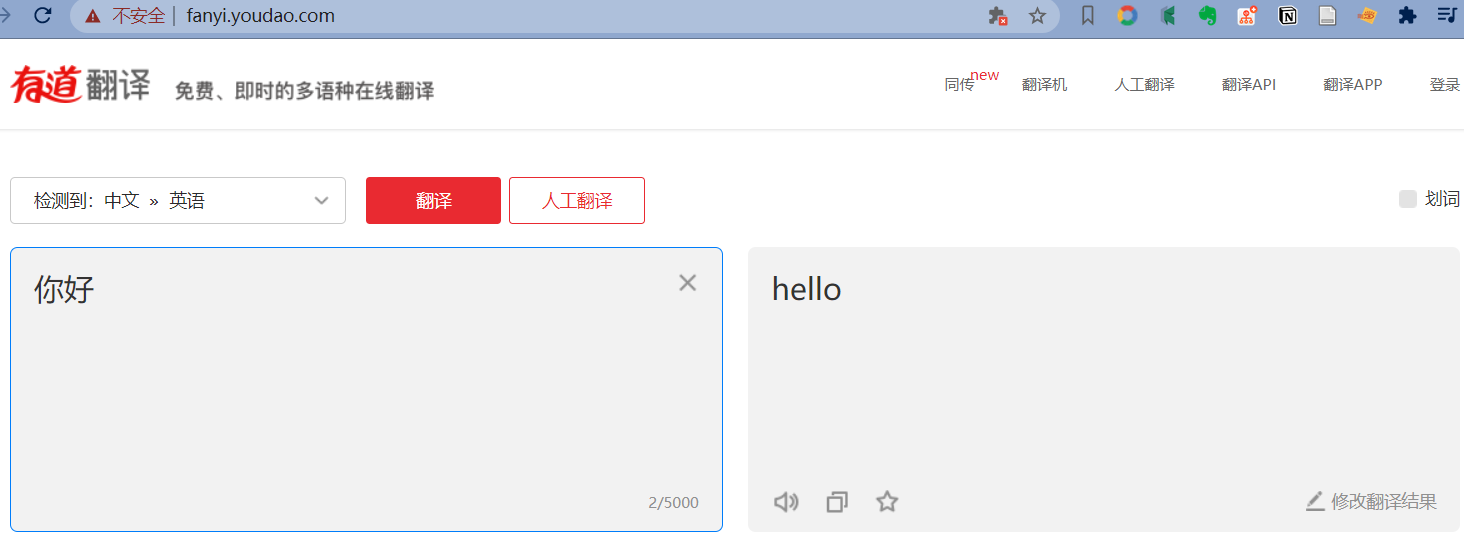 不安全 fanyi.youdao.com
有道翻译 免费、即时的多语种在线翻译
同传 new 翻译机 人工翻译 翻译API 翻译APP 登录
检测到：中文 » 英语 翻译 人工翻译 划词
你好
hello
2/5000
修改翻译结果